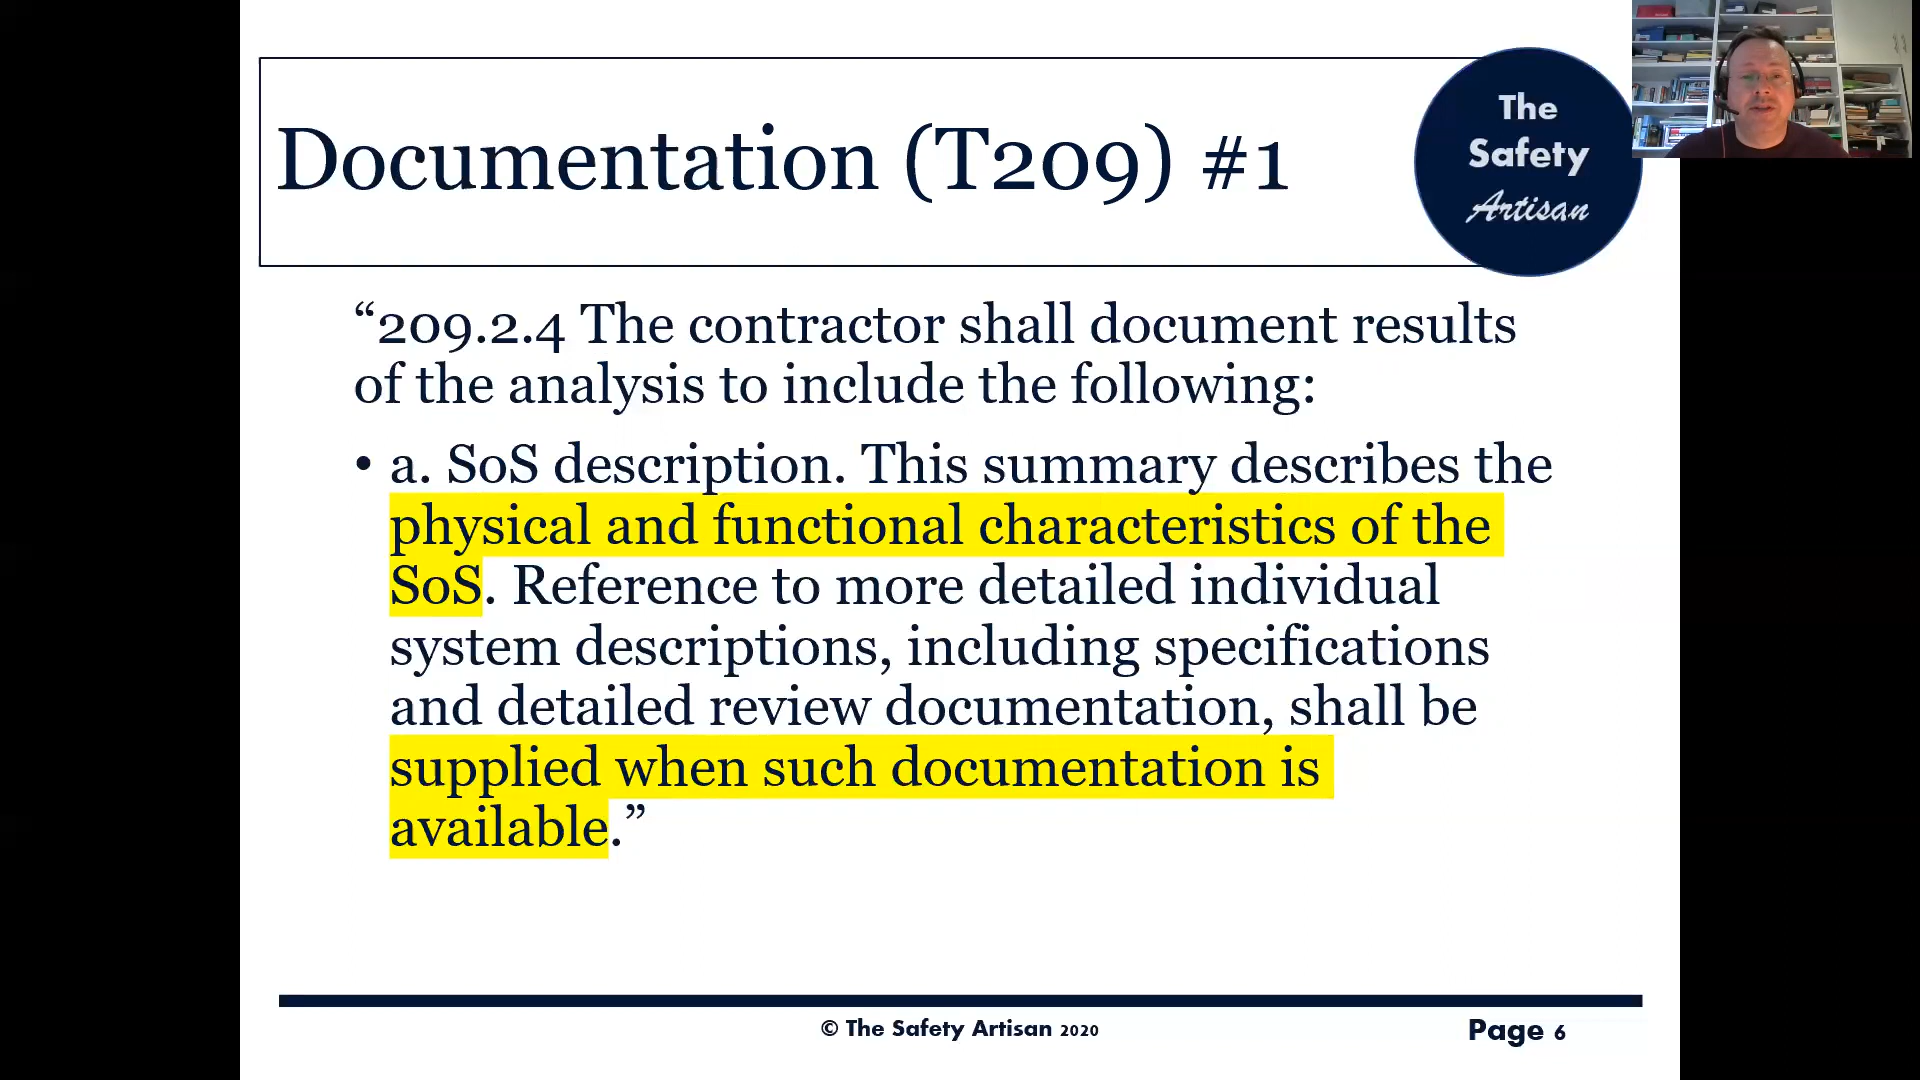 Documentation (T209) #1
The
Safety
Artisan
“209.2.4 The contractor shall document results
of the analysis to include the following:
• a. SoS description. This summary describes the
physical and functional characteristics of the
SoS. Reference to more detailed individual
system descriptions, including specifications
and detailed review documentation, shall be
supplied when such documentation is
available.”
© The Safety Artisan 2020
Page 6